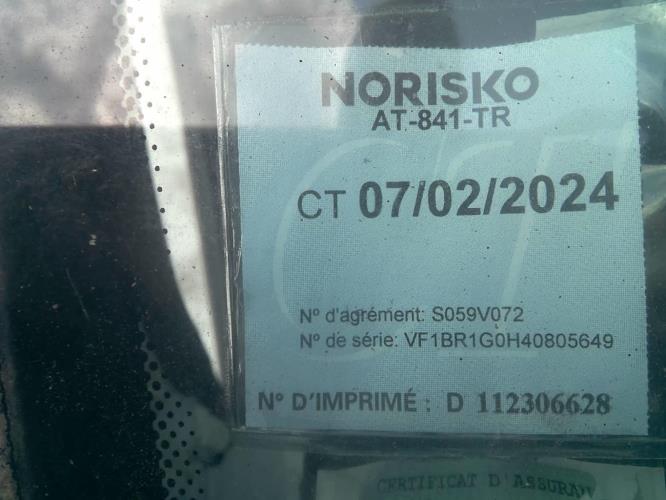 NORISKO
AT-841-TR
CT 07/02/2024
N° d'agrément: S059V072
N° de série: VF1BR1G0H40805649
N° D'IMPRIMÉ : D 112306628
CERTIFICAT D'ASSURAN